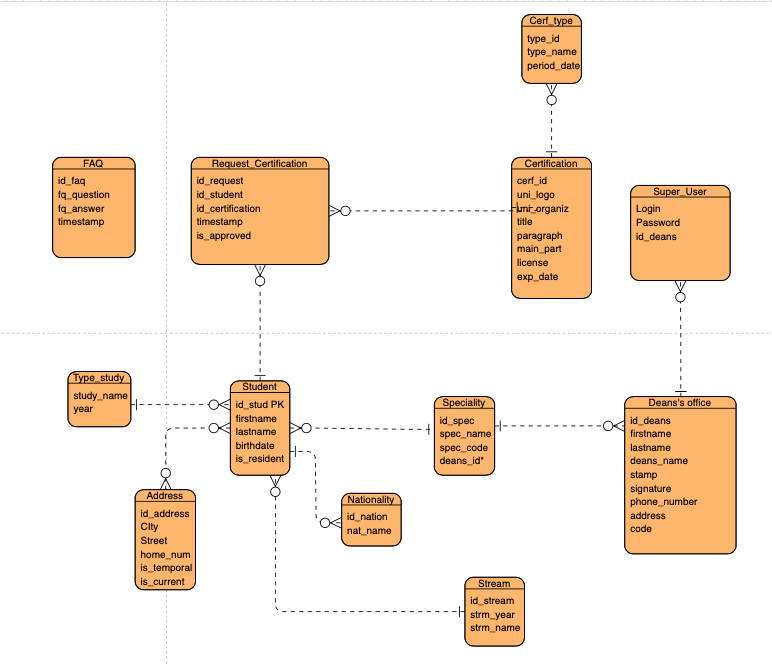 Cerf_type
type_id
type_name
period_date
FAQ
id_faq
fq_question
fq_answer
timestamp
Request_Certification
id_request
id_student
id_certification
timestamp
is_approved
Certification
cerf_id
uni_logo
uni_organiz
title
paragraph
main_part
license
exp_date
Super_User
Login
Password
id_deans
Type_study
study_name
year
Student
id_stud PK
firstname
lastname
birthdate
is_resident
Speciality
id_spec
spec_name
spec_code
deans_id*
Deans's office
id_deans
firstname
lastname
deans_name
stamp
signature
phone_number
address
code
Address
id_address
CIty
Street
home_num
is_temporal
is_current
Nationality
id_nation
nat_name
Stream
id_stream
strm_year
strm_name